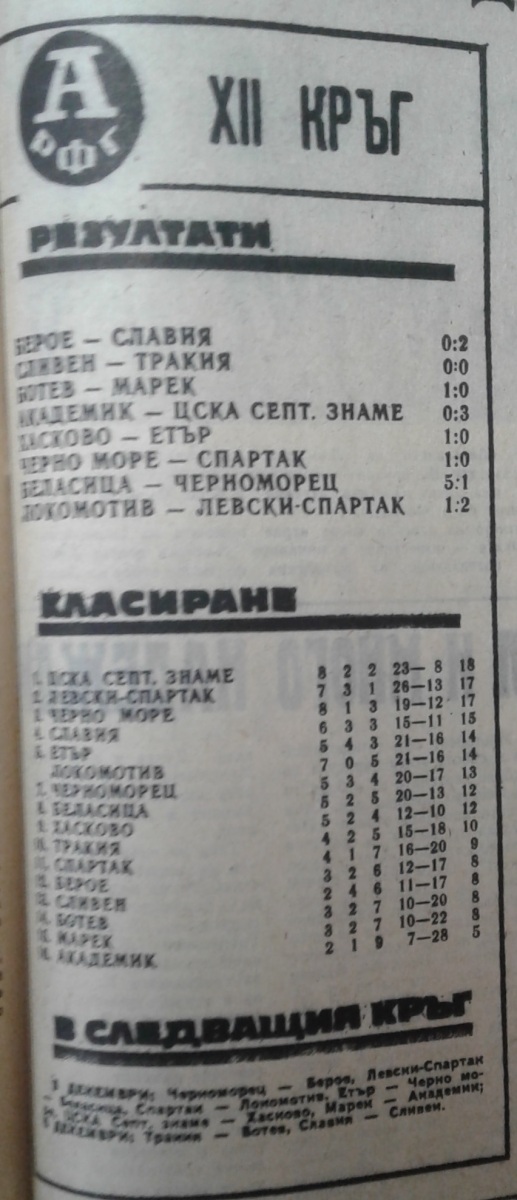 А
РФГ
XII КРЪГ
РЕЗУЛТАТИ
БЕРОЕ — СЛАВИЯ 0:2
СЛИВЕН — ТРАКИЯ 0:0
БОТЕВ — МАРЕК 1:0
АКАДЕМИК — ЦСКА СЕПТ. ЗНАМЕ 0:3
ХАСКОВО — ЕТЪР 1:0
ЧЕРНО МОРЕ — СПАРТАК 1:0
БЕЛАСИЦА — ЧЕРНОМОРЕЦ 5:1
ЛОКОМОТИВ — ЛЕВСКИ-СПАРТАК 1:2
КЛАСИРАНЕ
1. ЦСКА СЕПТ. ЗНАМЕ 8 2 2 23— 8 18
2. ЛЕВСКИ-СПАРТАК 7 3 1 26—13 17
3. ЧЕРНО МОРЕ 8 1 3 19—12 17
4. СЛАВИЯ 6 3 3 15—11 15
5. ЕТЪР 5 4 3 21—16 14
ЛОКОМОТИВ 7 0 5 21—16 14
7. ЧЕРНОМОРЕЦ 5 3 4 20—17 13
8. БЕЛАСИЦА 5 2 5 20—13 12
9. ХАСКОВО 5 2 4 12—10 12
10. ТРАКИЯ 4 2 5 15—18 10
11. СПАРТАК 4 1 7 16—20 9
12. БЕРОЕ 3 2 6 12—17 8
13. СЛИВЕН 2 4 6 11—17 8
14. БОТЕВ 3 2 7 10—20 8
15. МАРЕК 3 2 7 10—22 8
16. АКАДЕМИК 2 1 9 7—28 5
В СЛЕДВАЩИЯ КРЪГ
ДЕКЕМВРИ: Черноморец — Берое, Левски-Спартак
— Беласица, Спартак — Локомотив, Етър — Черно мо-
ре, ЦСКА Септ. знаме — Хасково, Марек — Академик;
ДЕКЕМВРИ: Тракия — Ботев, Славия — Сливен.